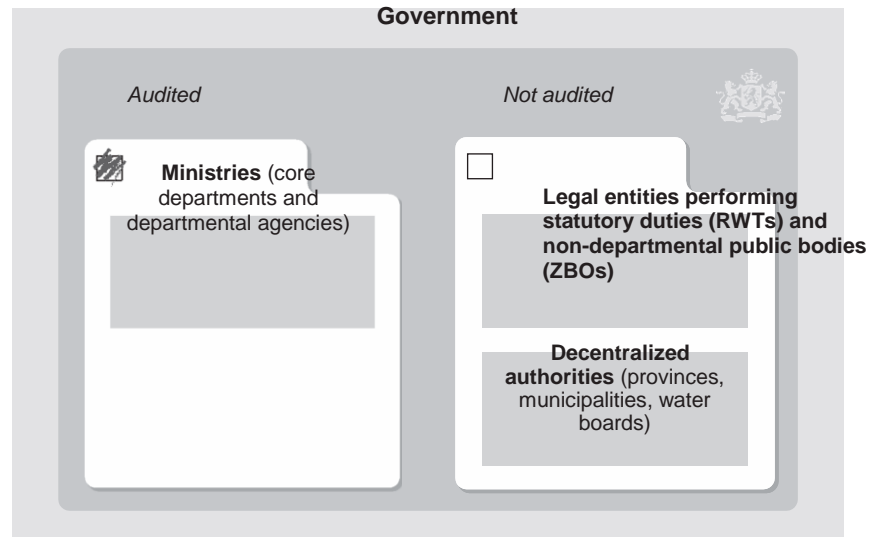 Government
Audited
Not audited
Ministries (core
departments and
departmental agencies)
Legal entities performing
statutory duties (RWTs) and
non-departmental public bodies
(ZBOs)
Decentralized
authorities (provinces,
municipalities, water
boards)